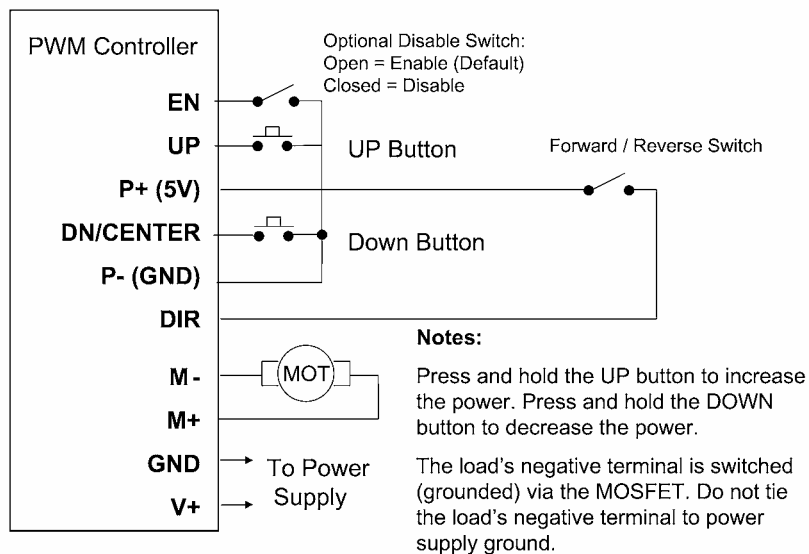 PWM Controller
Optional Disable Switch:
Open = Enable (Default)
Closed = Disable
EN
UP
UP Button
Forward / Reverse Switch
P+ (5V)
DN/CENTER
Down Button
P- (GND)
DIR
M -
MOT
M+
GND
V+
To Power
Supply
Notes:
Press and hold the UP button to increase
the power. Press and hold the DOWN
button to decrease the power.
The load's negative terminal is switched
(grounded) via the MOSFET. Do not tie
the load's negative terminal to power
supply ground.